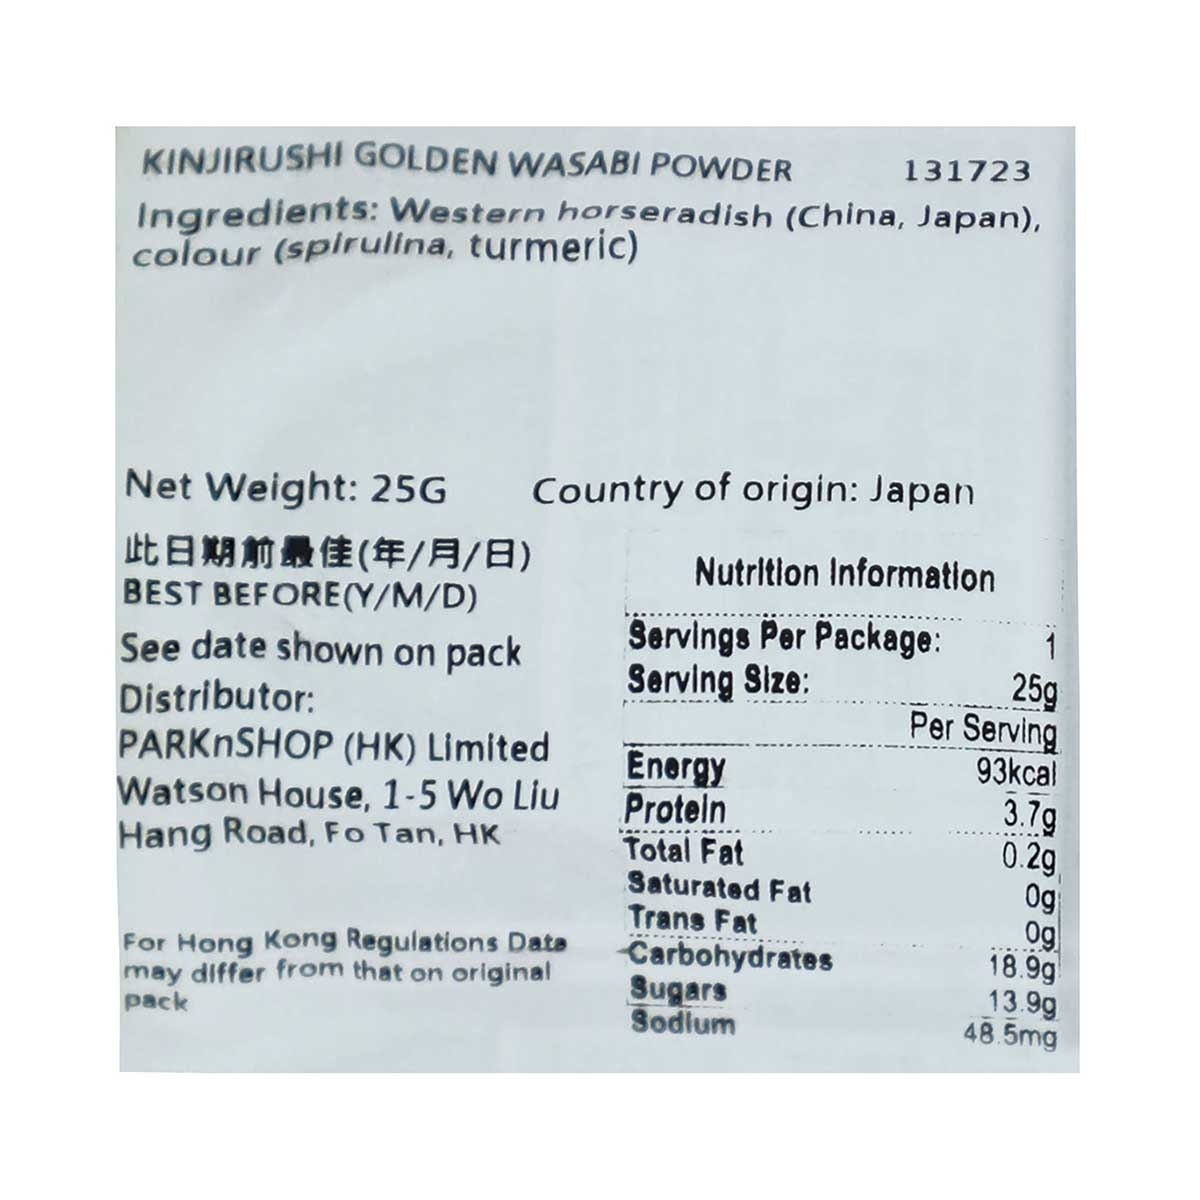 KINJIRUSHI GOLDEN WASABI POWDER 131723
Ingredients: Western horseradish (China, Japan),
colour (spirulina, turmeric)
Net Weight: 25G Country of origin: Japan
此日期前最佳(年/月/日)
BEST BEFORE(Y/M/D)
See date shown on pack
Distributor:
PARKnSHOP (HK) Limited
Watson House, 1-5 Wo Liu
Hang Road, Fo Tan, HK
For Hong Kong Regulations Data
may differ from that on original
pack
Nutrition Information
Servings Per Package: 1
Serving Size: 25g
Per Serving
Energy 93kcal
Protein 3.7g
Total Fat 0.2g
Saturated Fat 0g
Trans Fat 0g
Carbohydrates 18.9g
Sugars 13.9g
Sodium 48.5mg